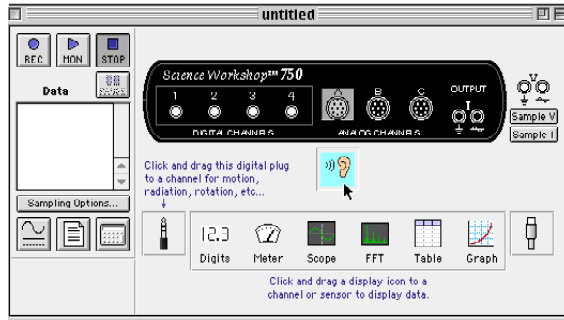 untitled
REC MON STOP
Data
Science Workshop™ 750
1 2 3 4 A B C OUTPUT
DIGITAL CHANNELS ANALOG CHANNELS
V
Sample V
Sample I
Click and drag this digital plug
to a channel for motion,
radiation, rotation, etc...
Sampling Options...
12.3
Digits Meter Scope FFT Table Graph
Click and drag a display icon to a
channel or sensor to display data.